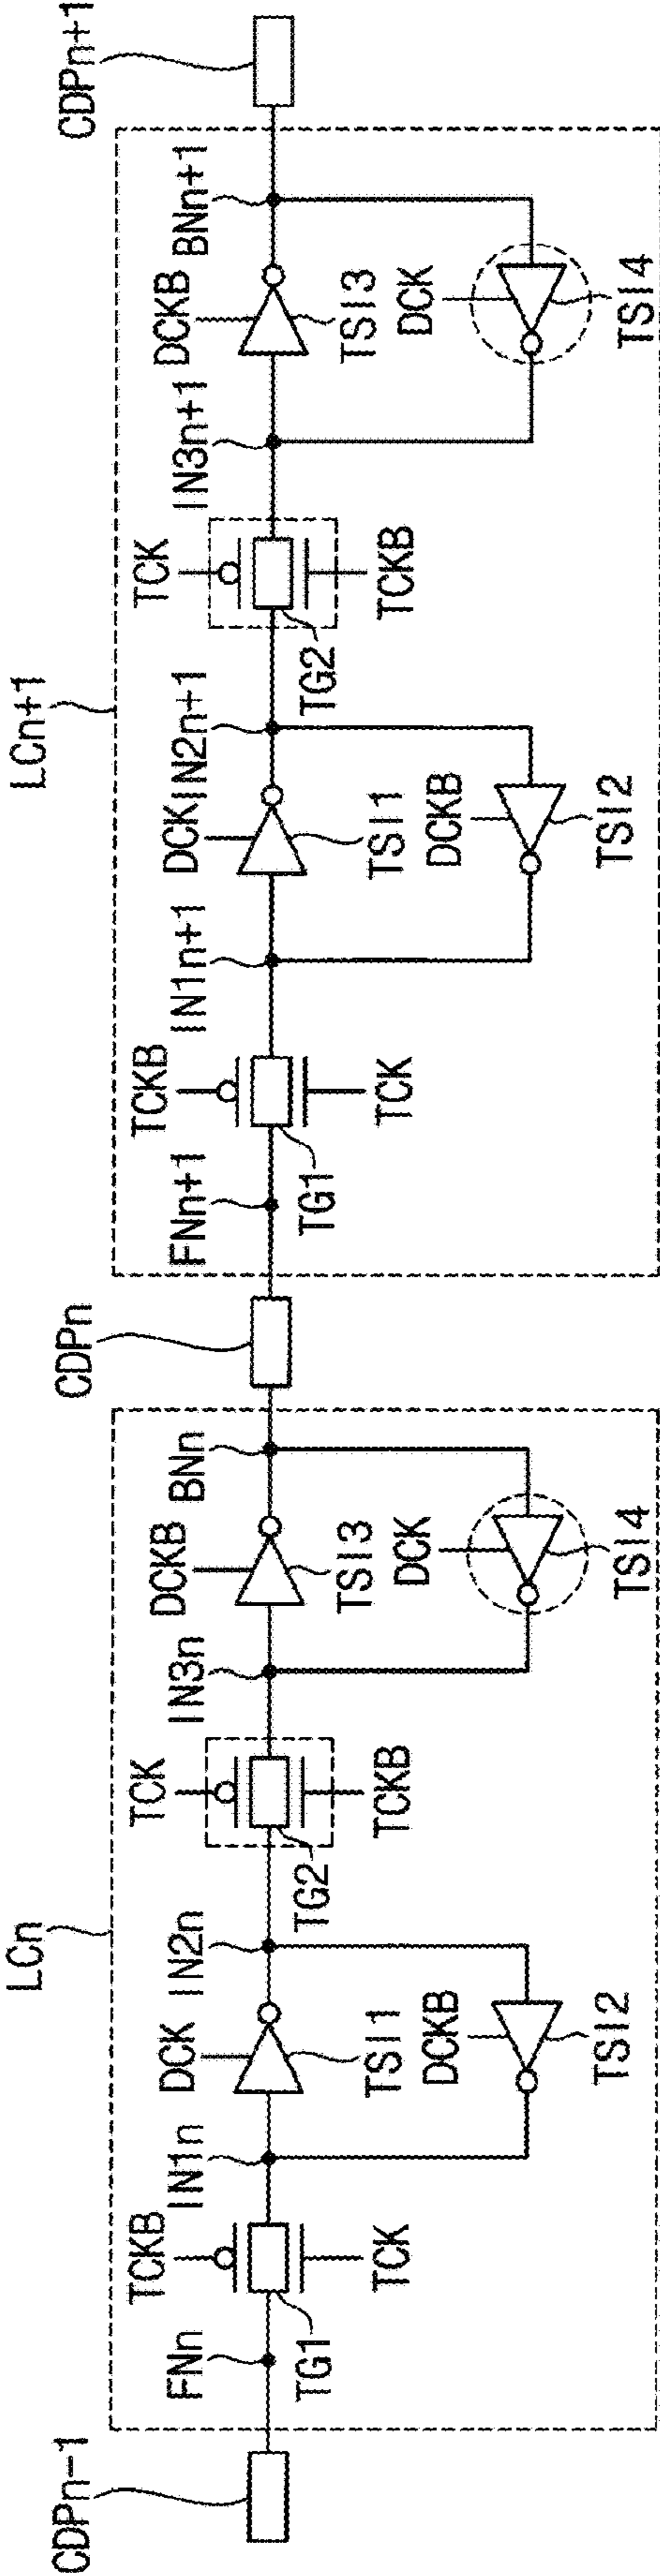 LCn
LCn+1
CDPn-1
FNn
TCKB
TG1
TCK
IN1n
DCK
TSI1
DCKB
TSI2
IN2n
TCK
TG2
TCKB
IN3n
DCKB
TSI3
DCK
TSI4
BNn
CDPn
FNn+1
TCKB
TG1
TCK
IN1n+1
DCK
TSI1
DCKB
TSI2
IN2n+1
TCK
TG2
TCKB
IN3n+1
DCKB
TSI3
DCK
TSI4
BNn+1
CDPn+1